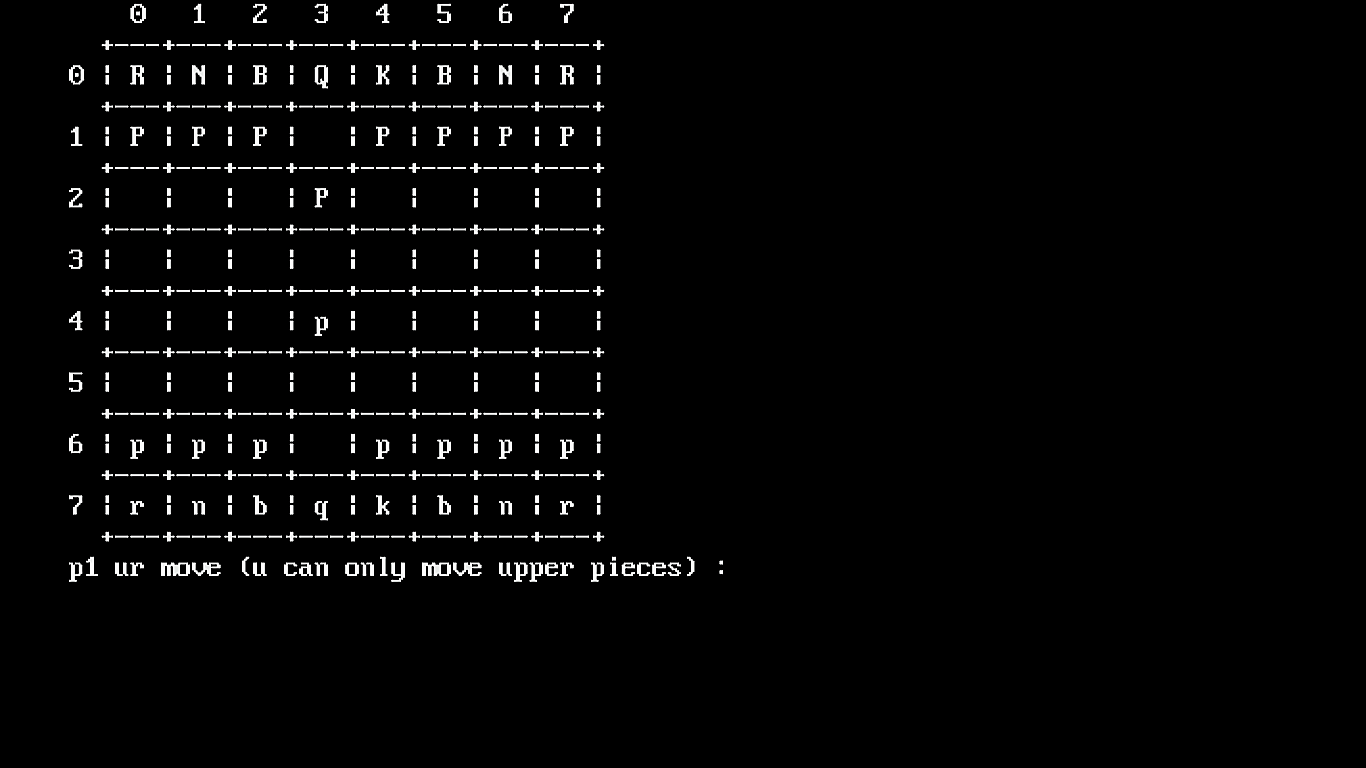 0 1 2 3 4 5 6 7
+---+---+---+---+---+---+---+---+
0 ¦ R ¦ N ¦ B ¦ Q ¦ K ¦ B ¦ N ¦ R ¦
+---+---+---+---+---+---+---+---+
1 ¦ P ¦ P ¦ P ¦   ¦ P ¦ P ¦ P ¦ P ¦
+---+---+---+---+---+---+---+---+
2 ¦   ¦   ¦   ¦ P ¦   ¦   ¦   ¦   ¦
+---+---+---+---+---+---+---+---+
3 ¦   ¦   ¦   ¦   ¦   ¦   ¦   ¦   ¦
+---+---+---+---+---+---+---+---+
4 ¦   ¦   ¦   ¦ p ¦   ¦   ¦   ¦   ¦
+---+---+---+---+---+---+---+---+
5 ¦   ¦   ¦   ¦   ¦   ¦   ¦   ¦   ¦
+---+---+---+---+---+---+---+---+
6 ¦ p ¦ p ¦ p ¦   ¦ p ¦ p ¦ p ¦ p ¦
+---+---+---+---+---+---+---+---+
7 ¦ r ¦ n ¦ b ¦ q ¦ k ¦ b ¦ n ¦ r ¦
+---+---+---+---+---+---+---+---+
p1 ur move (u can only move upper pieces) :